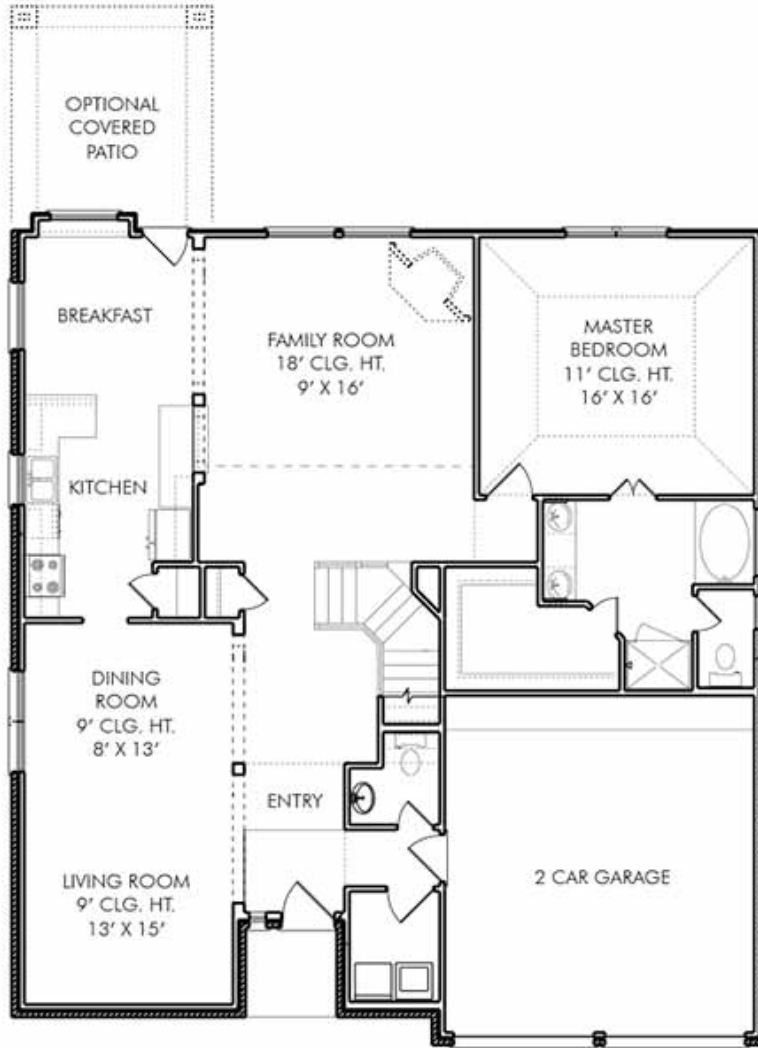 OPTIONAL
COVERED
PATIO
BREAKFAST
FAMILY ROOM
18' CLG. HT.
9' X 16'
MASTER
BEDROOM
11' CLG. HT.
16' X 16'
KITCHEN
DINING
ROOM
9' CLG. HT.
8' X 13'
ENTRY
LIVING ROOM
9' CLG. HT.
13' X 15'
2 CAR GARAGE